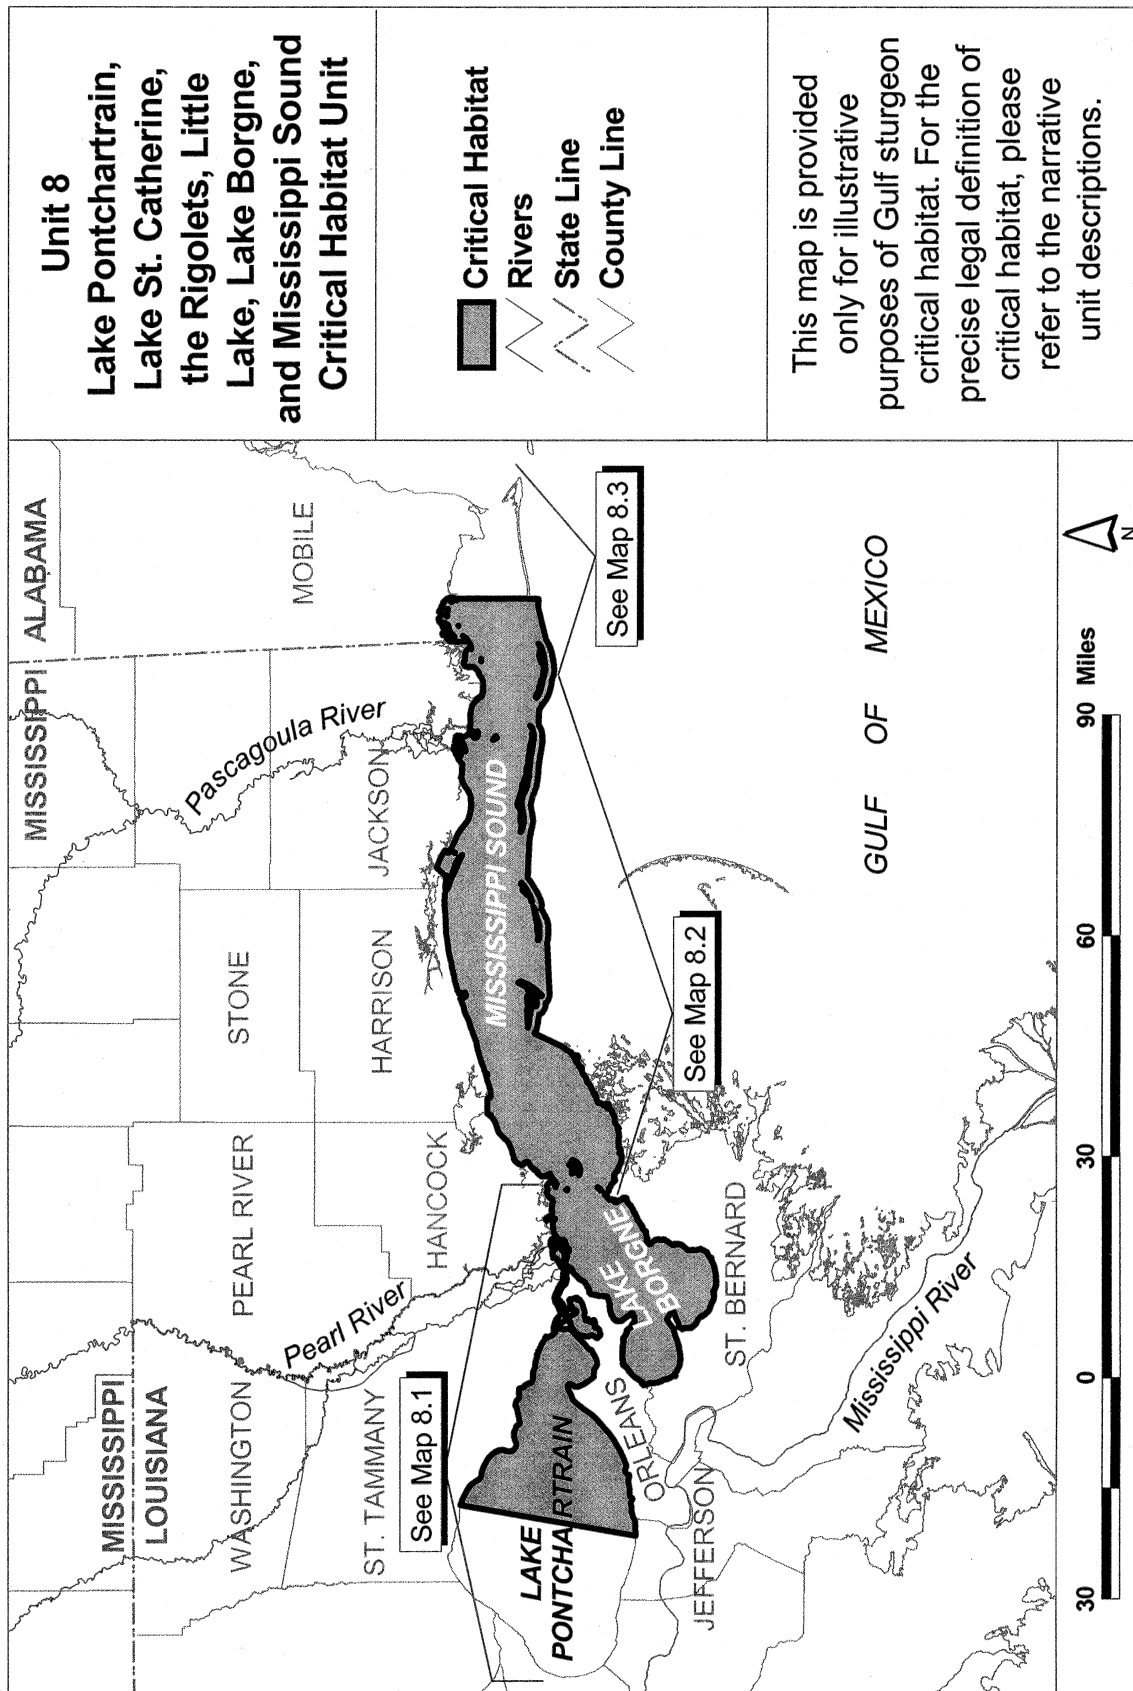 Unit 8
Lake Pontchartrain,
Lake St. Catherine,
the Rigolets, Little
Lake, Lake Borgne,
and Mississippi Sound
Critical Habitat Unit
Critical Habitat
Rivers
State Line
County Line
This map is provided
only for illustrative
purposes of Gulf sturgeon
critical habitat. For the
precise legal definition of
critical habitat, please
refer to the narrative
unit descriptions.
MISSISSIPPI
LOUISIANA
MISSISSIPPI
ALABAMA
WASHINGTON
PEARL RIVER
STONE
Pascagoula River
MOBILE
Pearl River
ST. TAMMANY
HANCOCK
HARRISON
JACKSON
See Map 8.1
MISSISSIPPI SOUND
LAKE
PONTCHARTRAIN
LAKE
BORGNE
ORLEANS
See Map 8.3
JEFFERSON
ST. BERNARD
See Map 8.2
Mississippi River
GULF OF MEXICO
30 0 30 60 90 Miles
N